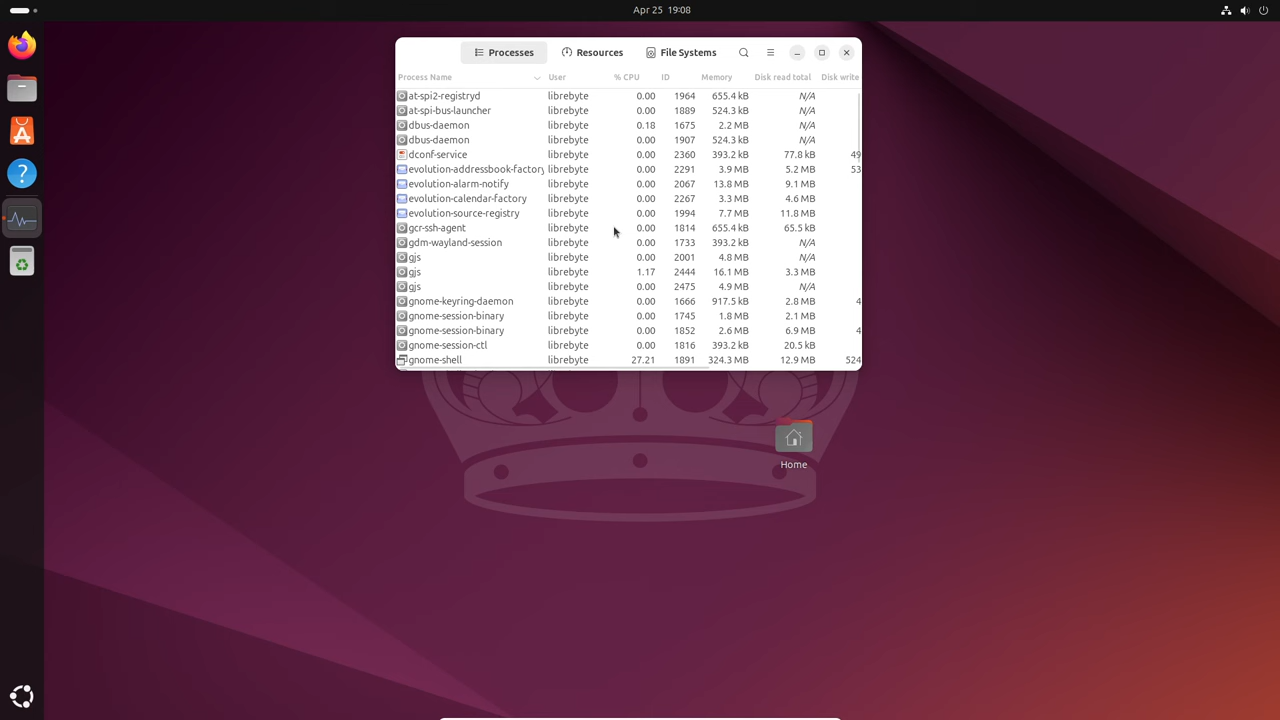 Apr 25 19:08
Processes Resources File Systems
Process Name User % CPU ID Memory Disk read total Disk write
at-spi2-registryd librebyte 0.00 1964 655.4 kB N/A
at-spi-bus-launcher librebyte 0.00 1889 524.3 kB N/A
dbus-daemon librebyte 0.18 1675 2.2 MB N/A
dbus-daemon librebyte 0.00 1907 524.3 kB N/A
dconf-service librebyte 0.00 2360 393.2 kB 77.8 kB 49
evolution-addressbook-factory librebyte 0.00 2291 3.9 MB 5.2 MB 53
evolution-alarm-notify librebyte 0.00 2067 13.8 MB 9.1 MB
evolution-calendar-factory librebyte 0.00 2267 3.3 MB 4.6 MB
evolution-source-registry librebyte 0.00 1994 7.7 MB 11.8 MB
gcr-ssh-agent librebyte 0.00 1814 655.4 kB 65.5 kB
gdm-wayland-session librebyte 0.00 1733 393.2 kB N/A
gjs librebyte 0.00 2001 4.8 MB N/A
gjs librebyte 1.17 2444 16.1 MB 3.3 MB
gjs librebyte 0.00 2475 4.9 MB N/A
gnome-keyring-daemon librebyte 0.00 1666 917.5 kB 2.8 MB 4
gnome-session-binary librebyte 0.00 1745 1.8 MB 2.1 MB
gnome-session-binary librebyte 0.00 1852 2.6 MB 6.9 MB 4
gnome-session-ctl librebyte 0.00 1816 393.2 kB 20.5 kB
gnome-shell librebyte 27.21 1891 324.3 MB 12.9 MB 524
Home